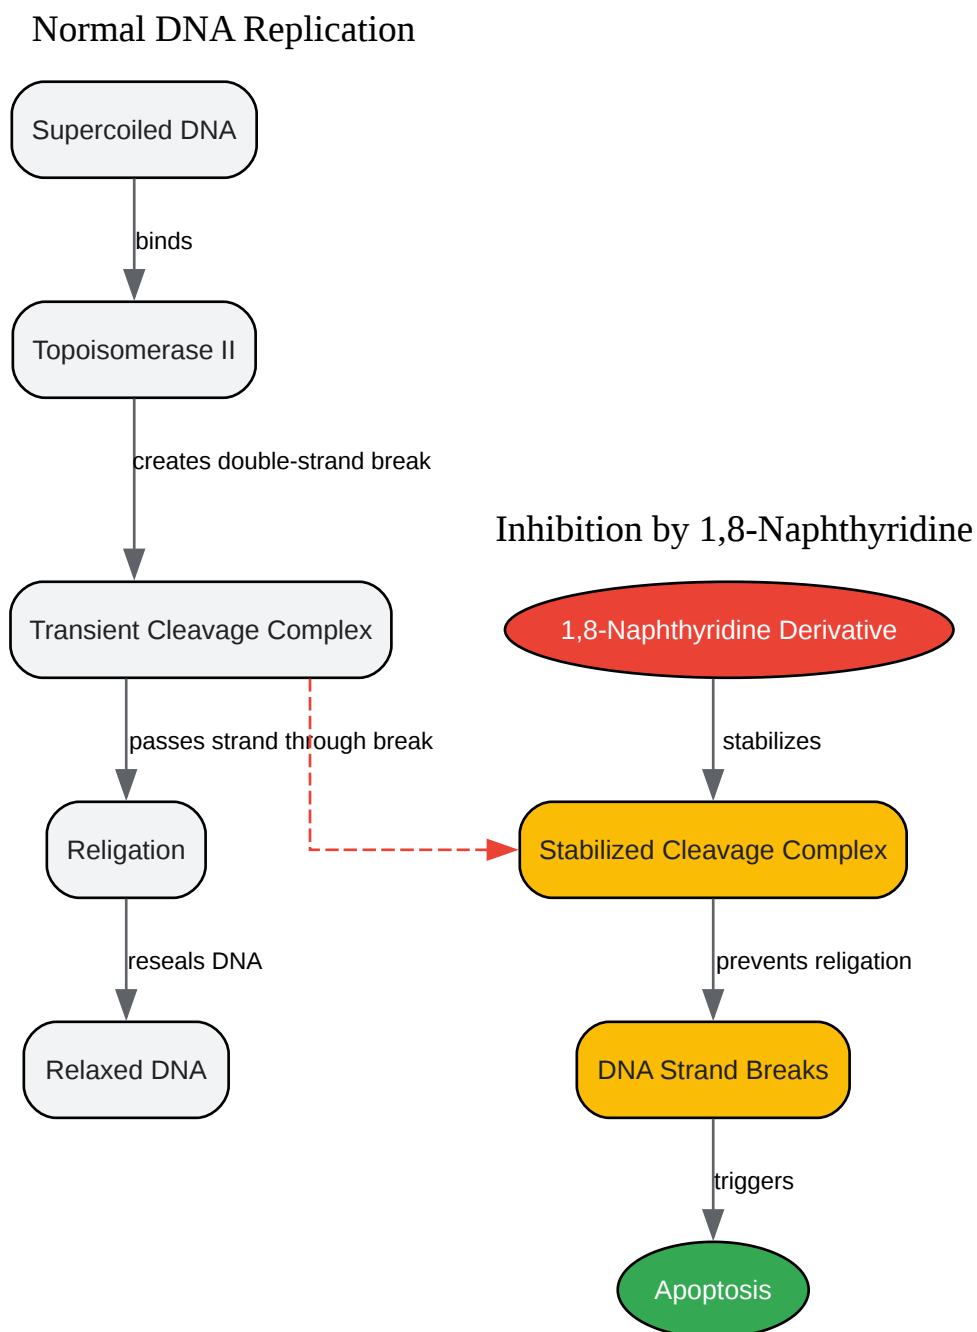 Normal DNA Replication
Supercoiled DNA
binds
Topoisomerase II
creates double-strand break
Transient Cleavage Complex
passes strand through break
Religation
reseals DNA
Relaxed DNA
Inhibition by 1,8-Naphthyridine
1,8-Naphthyridine Derivative
stabilizes
Stabilized Cleavage Complex
prevents religation
DNA Strand Breaks
triggers
Apoptosis